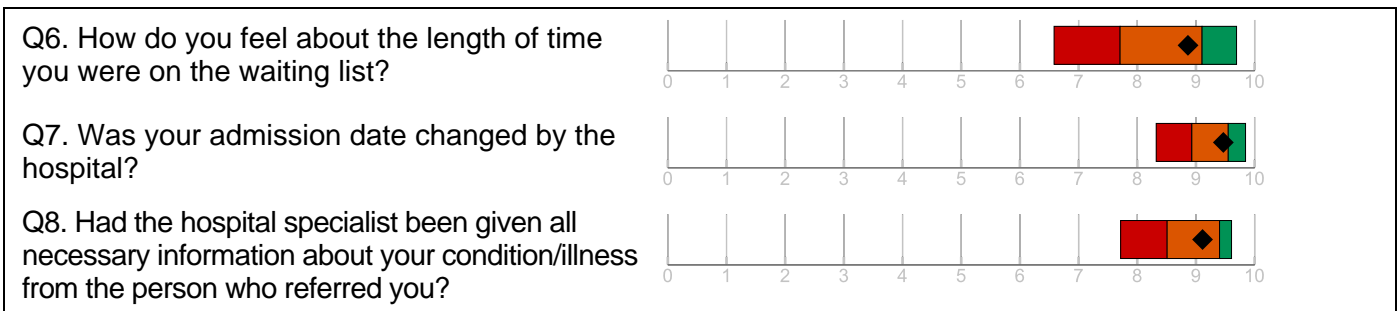 Q6. How do you feel about the length of time
you were on the waiting list?
0 1 2 3 4 5 6 7 8 9 10
Q7. Was your admission date changed by the
hospital?
0 1 2 3 4 5 6 7 8 9 10
Q8. Had the hospital specialist been given all
necessary information about your condition/illness
from the person who referred you?
0 1 2 3 4 5 6 7 8 9 10